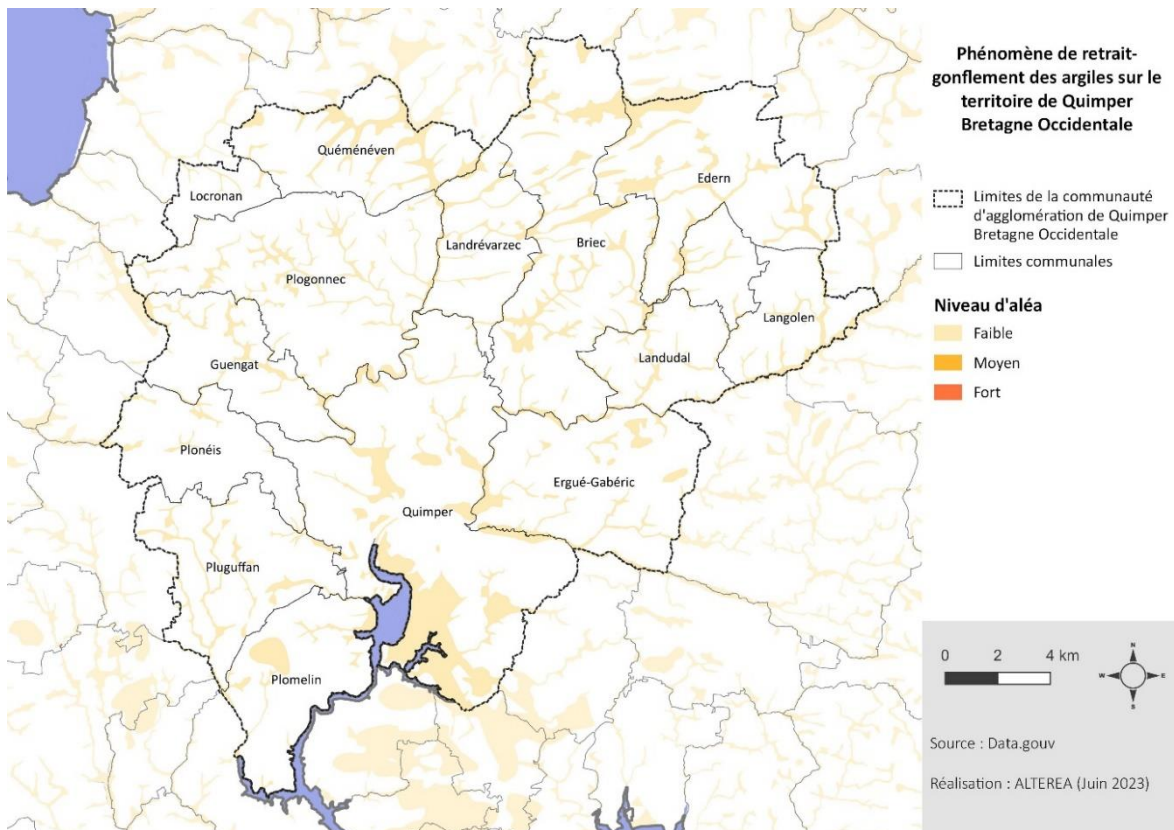 Phénomène de retrait-
gonflement des argiles sur le
territoire de Quimper
Bretagne Occidentale
Limites de la communauté
d'agglomération de Quimper
Bretagne Occidentale
Limites communales
Niveau d'aléa
Faible
Moyen
Fort
Quéménéven
Edern
Locronan
Landrévarzec
Briec
Plogonnec
Langolen
Landudal
Guengat
Plonéis
Ergué-Gabéric
Quimper
Pluguffan
Plomelin
0 2 4 km
N
W E
S
Source : Data.gouv
Réalisation : ALTEREA (Juin 2023)